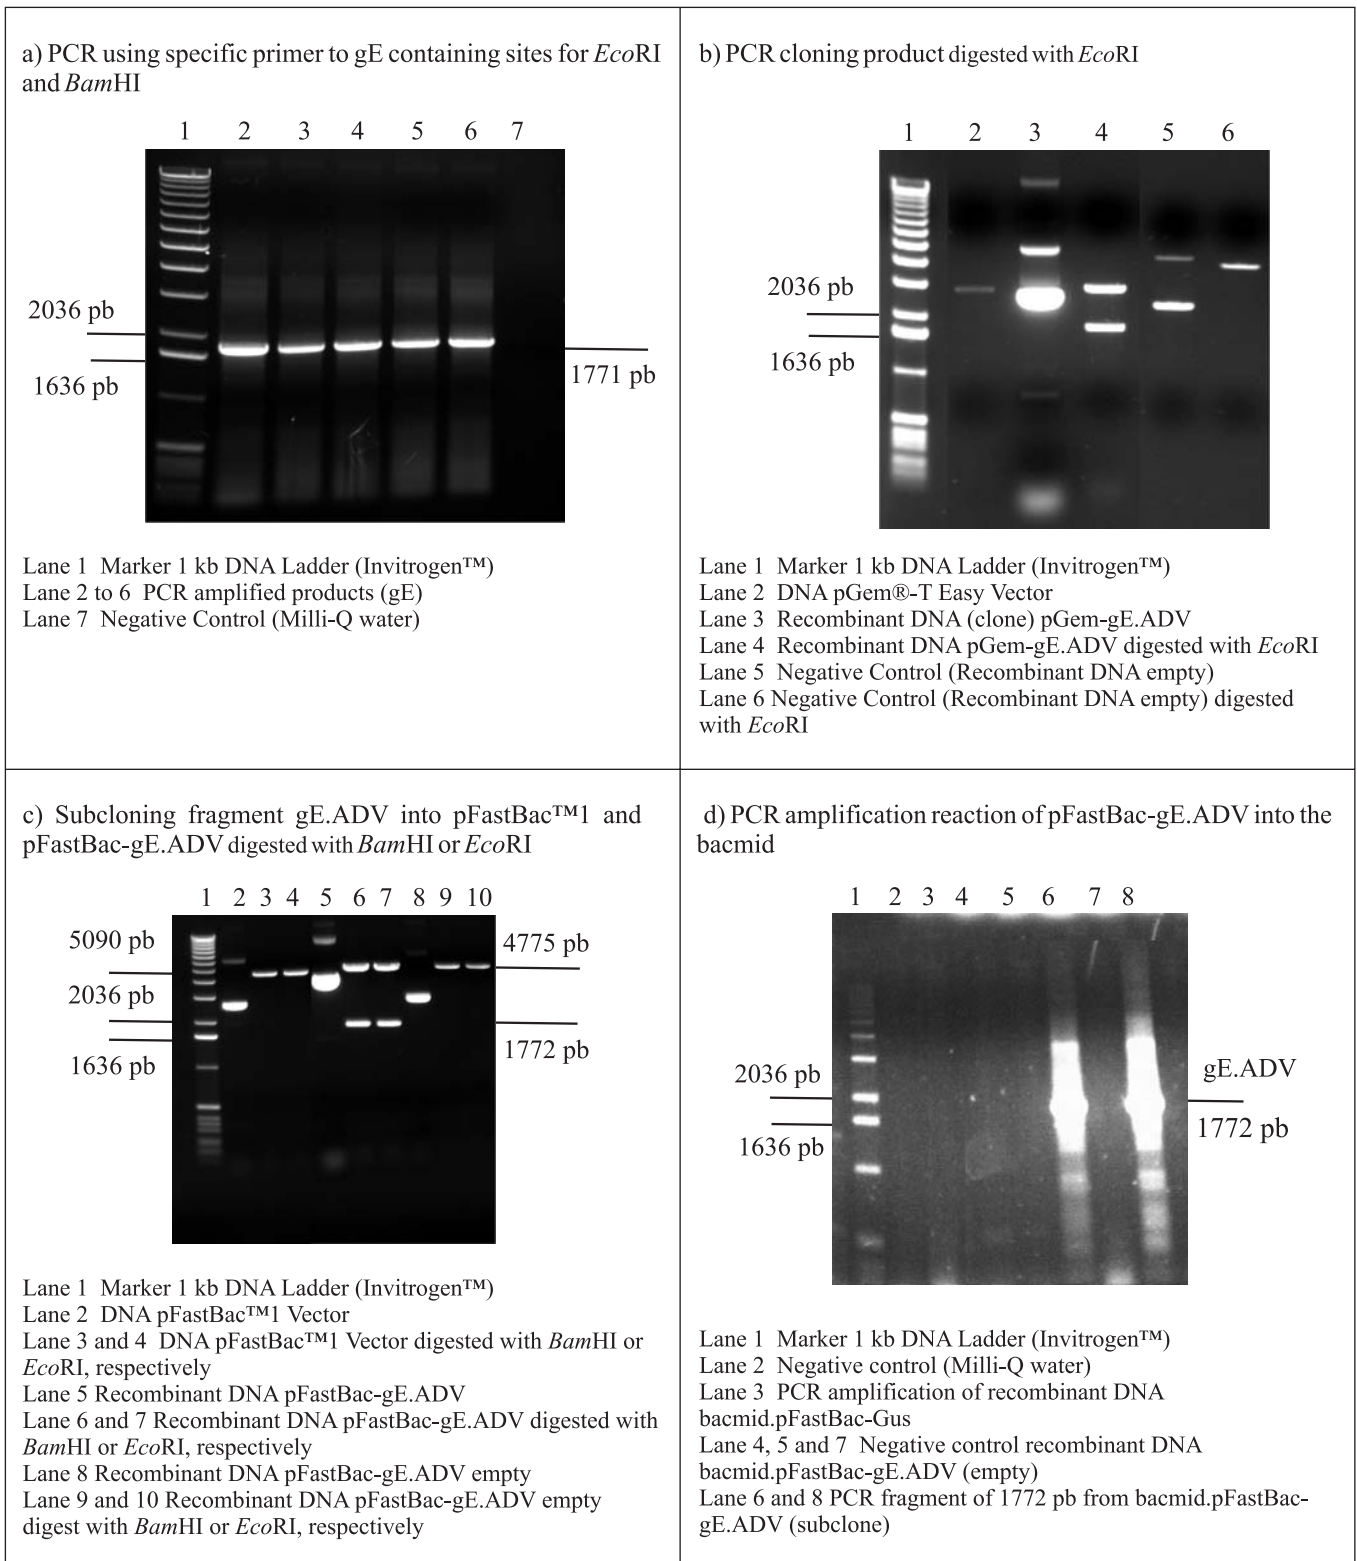 a) PCR using specific primer to gE containing sites for EcoRI
and BamHI
1 2 3 4 5 6 7
2036 pb
1636 pb
1771 pb
Lane 1 Marker 1 kb DNA Ladder (Invitrogen™)
Lane 2 to 6 PCR amplified products (gE)
Lane 7 Negative Control (Milli-Q water)
b) PCR cloning product digested with EcoRI
1 2 3 4 5 6
2036 pb
1636 pb
Lane 1 Marker 1 kb DNA Ladder (Invitrogen™)
Lane 2 DNA pGem®-T Easy Vector
Lane 3 Recombinant DNA (clone) pGem-gE.ADV
Lane 4 Recombinant DNA pGem-gE.ADV digested with EcoRI
Lane 5 Negative Control (Recombinant DNA empty)
Lane 6 Negative Control (Recombinant DNA empty) digested
with EcoRI
c) Subcloning fragment gE.ADV into pFastBac™1 and
pFastBac-gE.ADV digested with BamHI or EcoRI
1 2 3 4 5 6 7 8 9 10
5090 pb
4775 pb
2036 pb
1772 pb
1636 pb
Lane 1 Marker 1 kb DNA Ladder (Invitrogen™)
Lane 2 DNA pFastBac™1 Vector
Lane 3 and 4 DNA pFastBac™1 Vector digested with BamHI or
EcoRI, respectively
Lane 5 Recombinant DNA pFastBac-gE.ADV
Lane 6 and 7 Recombinant DNA pFastBac-gE.ADV digested with
BamHI or EcoRI, respectively
Lane 8 Recombinant DNA pFastBac-gE.ADV empty
Lane 9 and 10 Recombinant DNA pFastBac-gE.ADV empty
digest with BamHI or EcoRI, respectively
d) PCR amplification reaction of pFastBac-gE.ADV into the
bacmid
1 2 3 4 5 6 7 8
2036 pb
gE.ADV
1772 pb
1636 pb
Lane 1 Marker 1 kb DNA Ladder (Invitrogen™)
Lane 2 Negative control (Milli-Q water)
Lane 3 PCR amplification of recombinant DNA
bacmid.pFastBac-Gus
Lane 4, 5 and 7 Negative control recombinant DNA
bacmid.pFastBac-gE.ADV (empty)
Lane 6 and 8 PCR fragment of 1772 pb from bacmid.pFastBac-
gE.ADV (subclone)